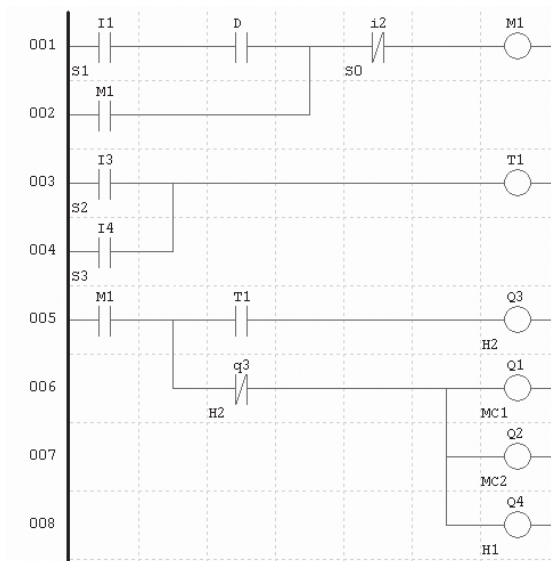 I1 D i2 M1
001
S1 S0
M1
002
I3 T1
003
S2
I4
004
S3
M1 T1 Q3
005
H2
q3 Q1
006
H2 MC1
Q2
007
MC2
Q4
008
H1